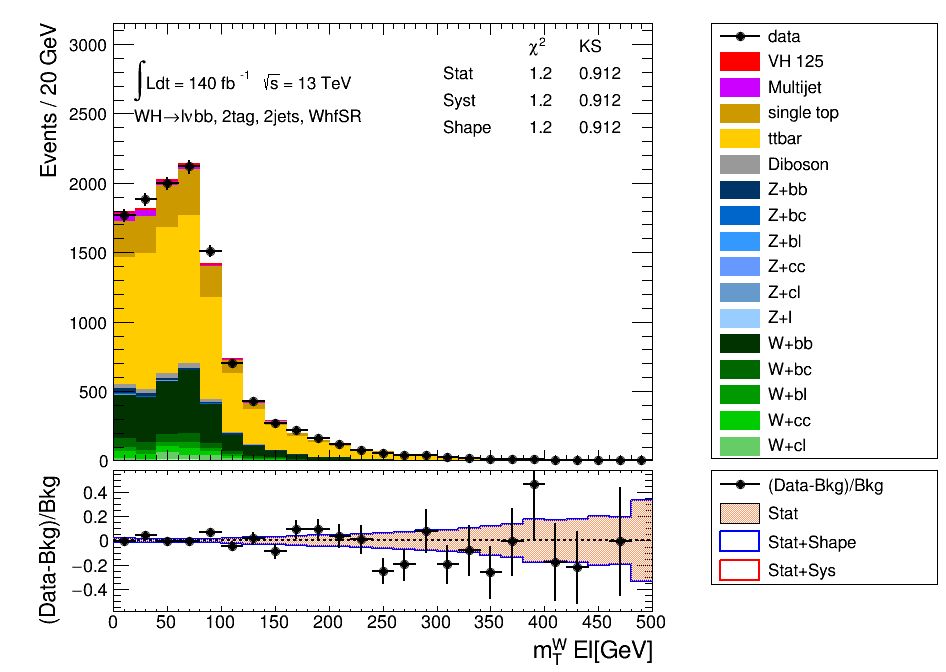 Events / 20 GeV
3000
2500
2000
1500
1000
500
0
∫Ldt = 140 fb⁻¹ √s = 13 TeV
WH→lνbb, 2tag, 2jets, WhfSR
χ² KS
Stat 1.2 0.912
Syst 1.2 0.912
Shape 1.2 0.912
data
VH 125
Multijet
single top
ttbar
Diboson
Z+bb
Z+bc
Z+bl
Z+cc
Z+cl
Z+l
W+bb
W+bc
W+bl
W+cc
W+cl
(Data-Bkg)/Bkg
0.4
0.2
0
−0.2
−0.4
0 50 100 150 200 250 300 350 400 450 500
m_T^W El[GeV]
(Data-Bkg)/Bkg
Stat
Stat+Shape
Stat+Sys